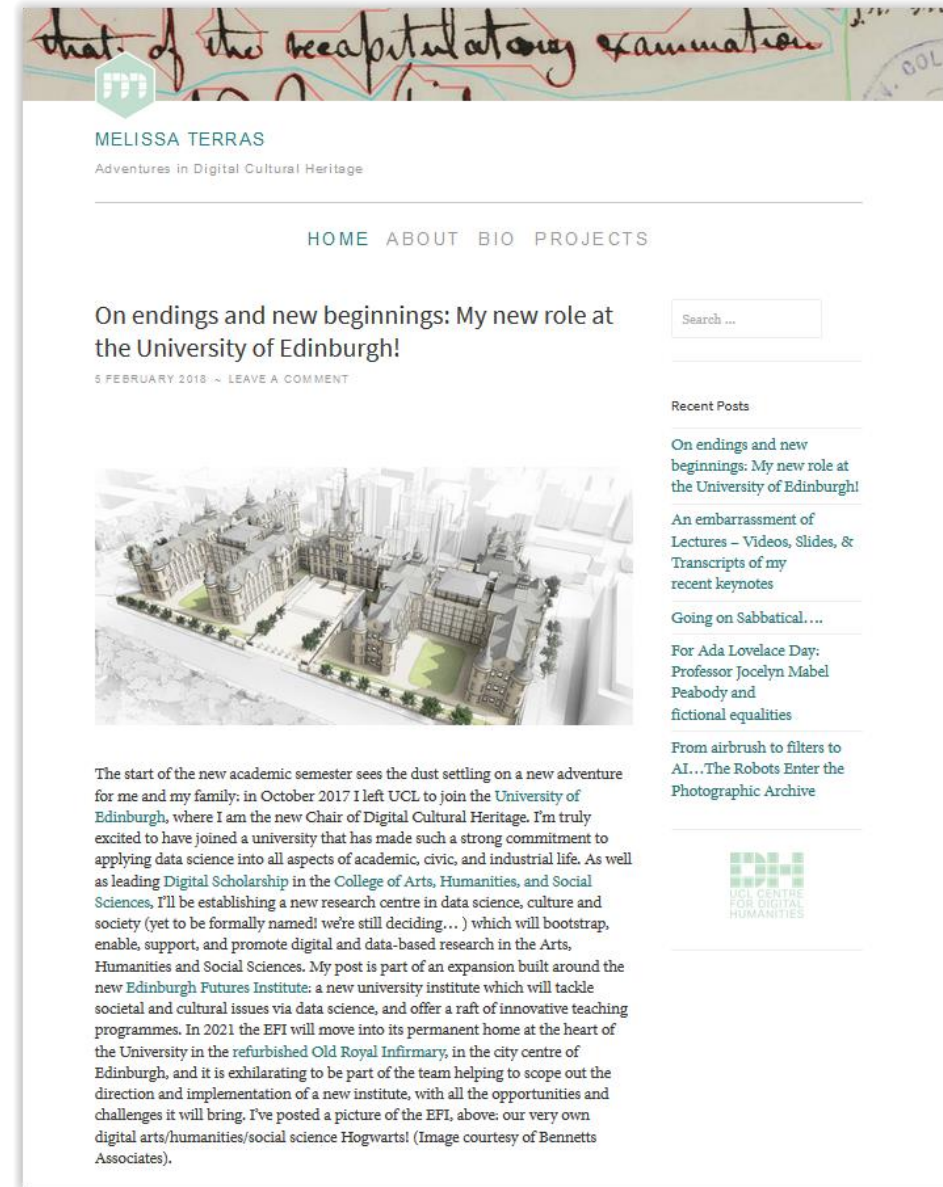 that of the recapitulatory examination
MELISSA TERRAS
Adventures in Digital Cultural Heritage
HOME ABOUT BIO PROJECTS
On endings and new beginnings: My new role at
the University of Edinburgh!
5 FEBRUARY 2018 ~ LEAVE A COMMENT
The start of the new academic semester sees the dust settling on a new adventure
for me and my family: in October 2017 I left UCL to join the University of
Edinburgh, where I am the new Chair of Digital Cultural Heritage. I'm truly
excited to have joined a university that has made such a strong commitment to
applying data science into all aspects of academic, civic, and industrial life. As well
as leading Digital Scholarship in the College of Arts, Humanities, and Social
Sciences, I'll be establishing a new research centre in data science, culture and
society (yet to be formally named! we're still deciding... ) which will bootstrap,
enable, support, and promote digital and data-based research in the Arts,
Humanities and Social Sciences. My post is part of an expansion built around the
new Edinburgh Futures Institute: a new university institute which will tackle
societal and cultural issues via data science, and offer a raft of innovative teaching
programmes. In 2021 the EFI will move into its permanent home at the heart of
the University in the refurbished Old Royal Infirmary, in the city centre of
Edinburgh, and it is exhilarating to be part of the team helping to scope out the
direction and implementation of a new institute, with all the opportunities and
challenges it will bring. I've posted a picture of the EFI, above: our very own
digital arts/humanities/social science Hogwarts! (Image courtesy of Bennetts
Associates).
Search ...
Recent Posts
On endings and new
beginnings: My new role at
the University of Edinburgh!
An embarrassment of
Lectures – Videos, Slides, &
Transcripts of my
recent keynotes
Going on Sabbatical....
For Ada Lovelace Day:
Professor Jocelyn Mabel
Peabody and
fictional equalities
From airbrush to filters to
AI...The Robots Enter the
Photographic Archive
DH
UCL CENTRE
FOR DIGITAL
HUMANITIES